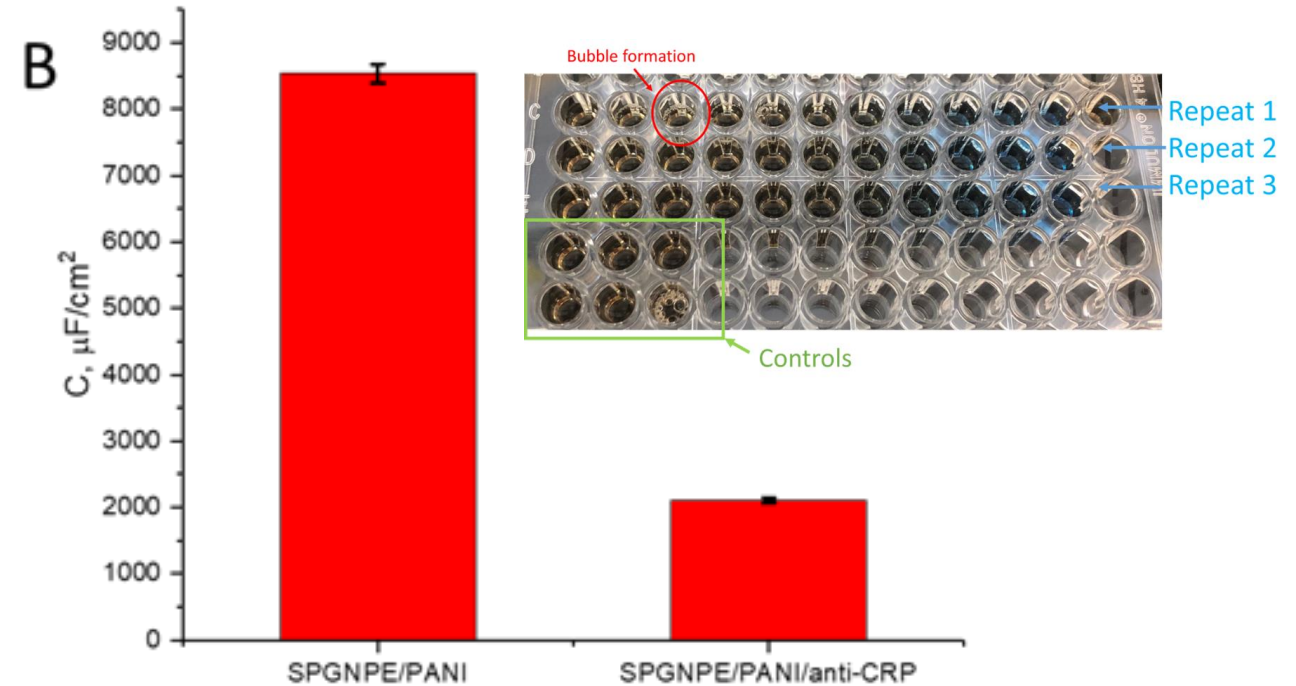 B
C, µF/cm²
9000
8000
7000
6000
5000
4000
3000
2000
1000
0
SPGNPE/PANI
SPGNPE/PANI/anti-CRP
Bubble formation
C
D
Repeat 1
Repeat 2
Repeat 3
Controls